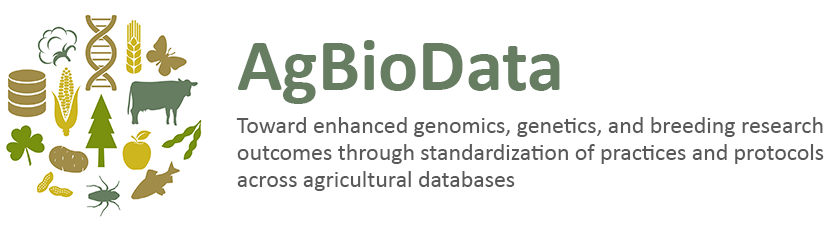 AgBioData
Toward enhanced genomics, genetics, and breeding research
outcomes through standardization of practices and protocols
across agricultural databases